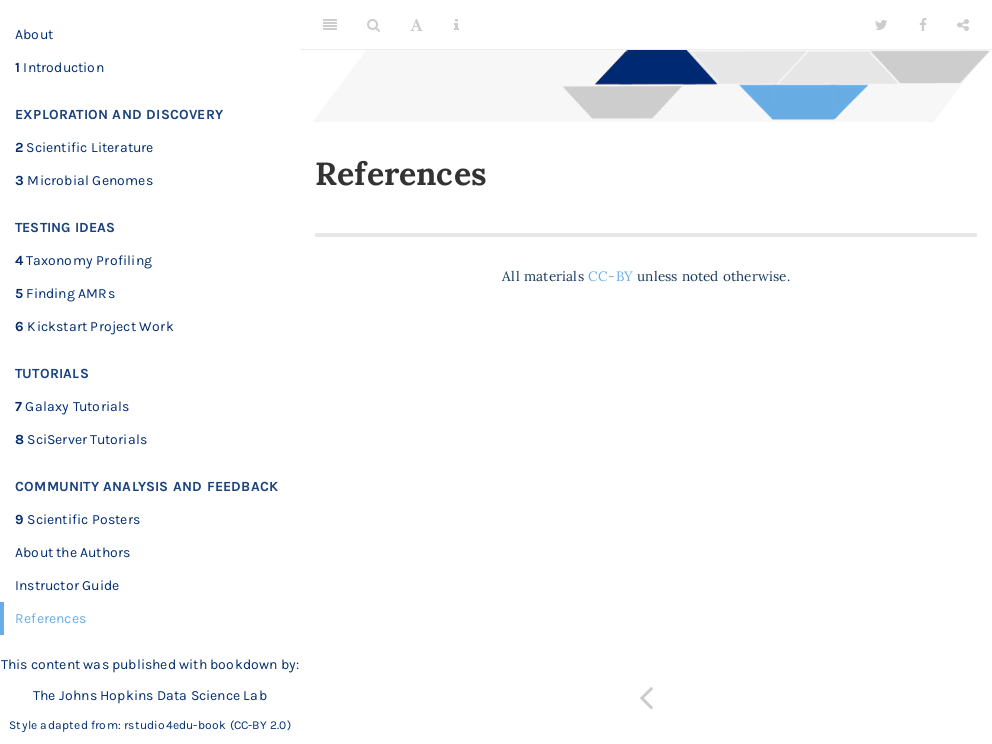 About
1 Introduction
EXPLORATION AND DISCOVERY
2 Scientific Literature
3 Microbial Genomes
TESTING IDEAS
4 Taxonomy Profiling
5 Finding AMRs
6 Kickstart Project Work
TUTORIALS
7 Galaxy Tutorials
8 SciServer Tutorials
COMMUNITY ANALYSIS AND FEEDBACK
9 Scientific Posters
About the Authors
Instructor Guide
References
This content was published with bookdown by:
The Johns Hopkins Data Science Lab
Style adapted from: rstudio4edu-book (CC-BY 2.0)
References
All materials CC-BY unless noted otherwise.